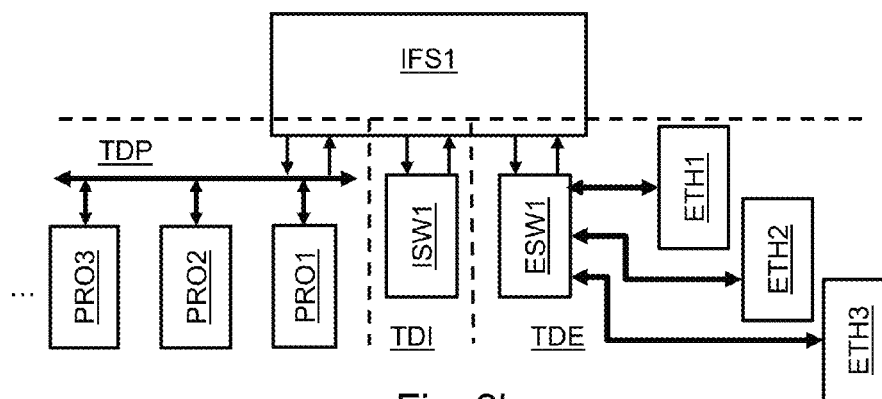 IFS1
TDP
ETH1
ETH2
ETH3
ESW1
ISW1
PRO1
PRO2
PRO3
...
TDI
TDE